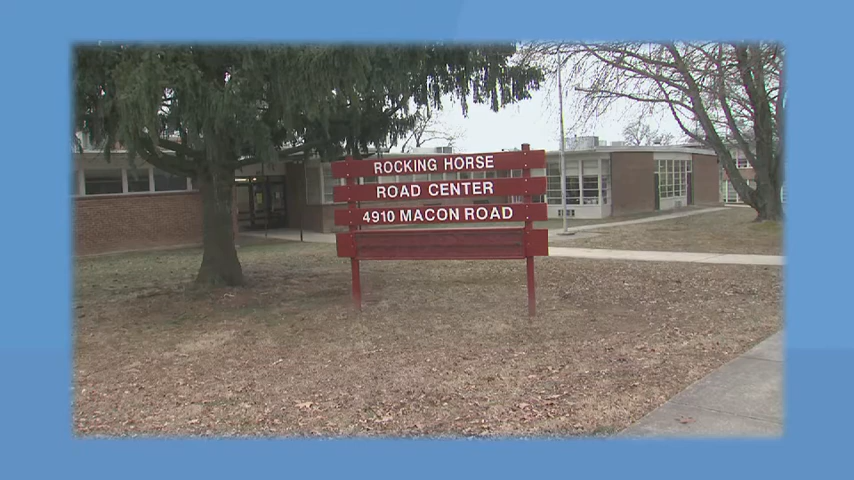 ROCKING HORSE
ROAD CENTER
4910 MACON ROAD